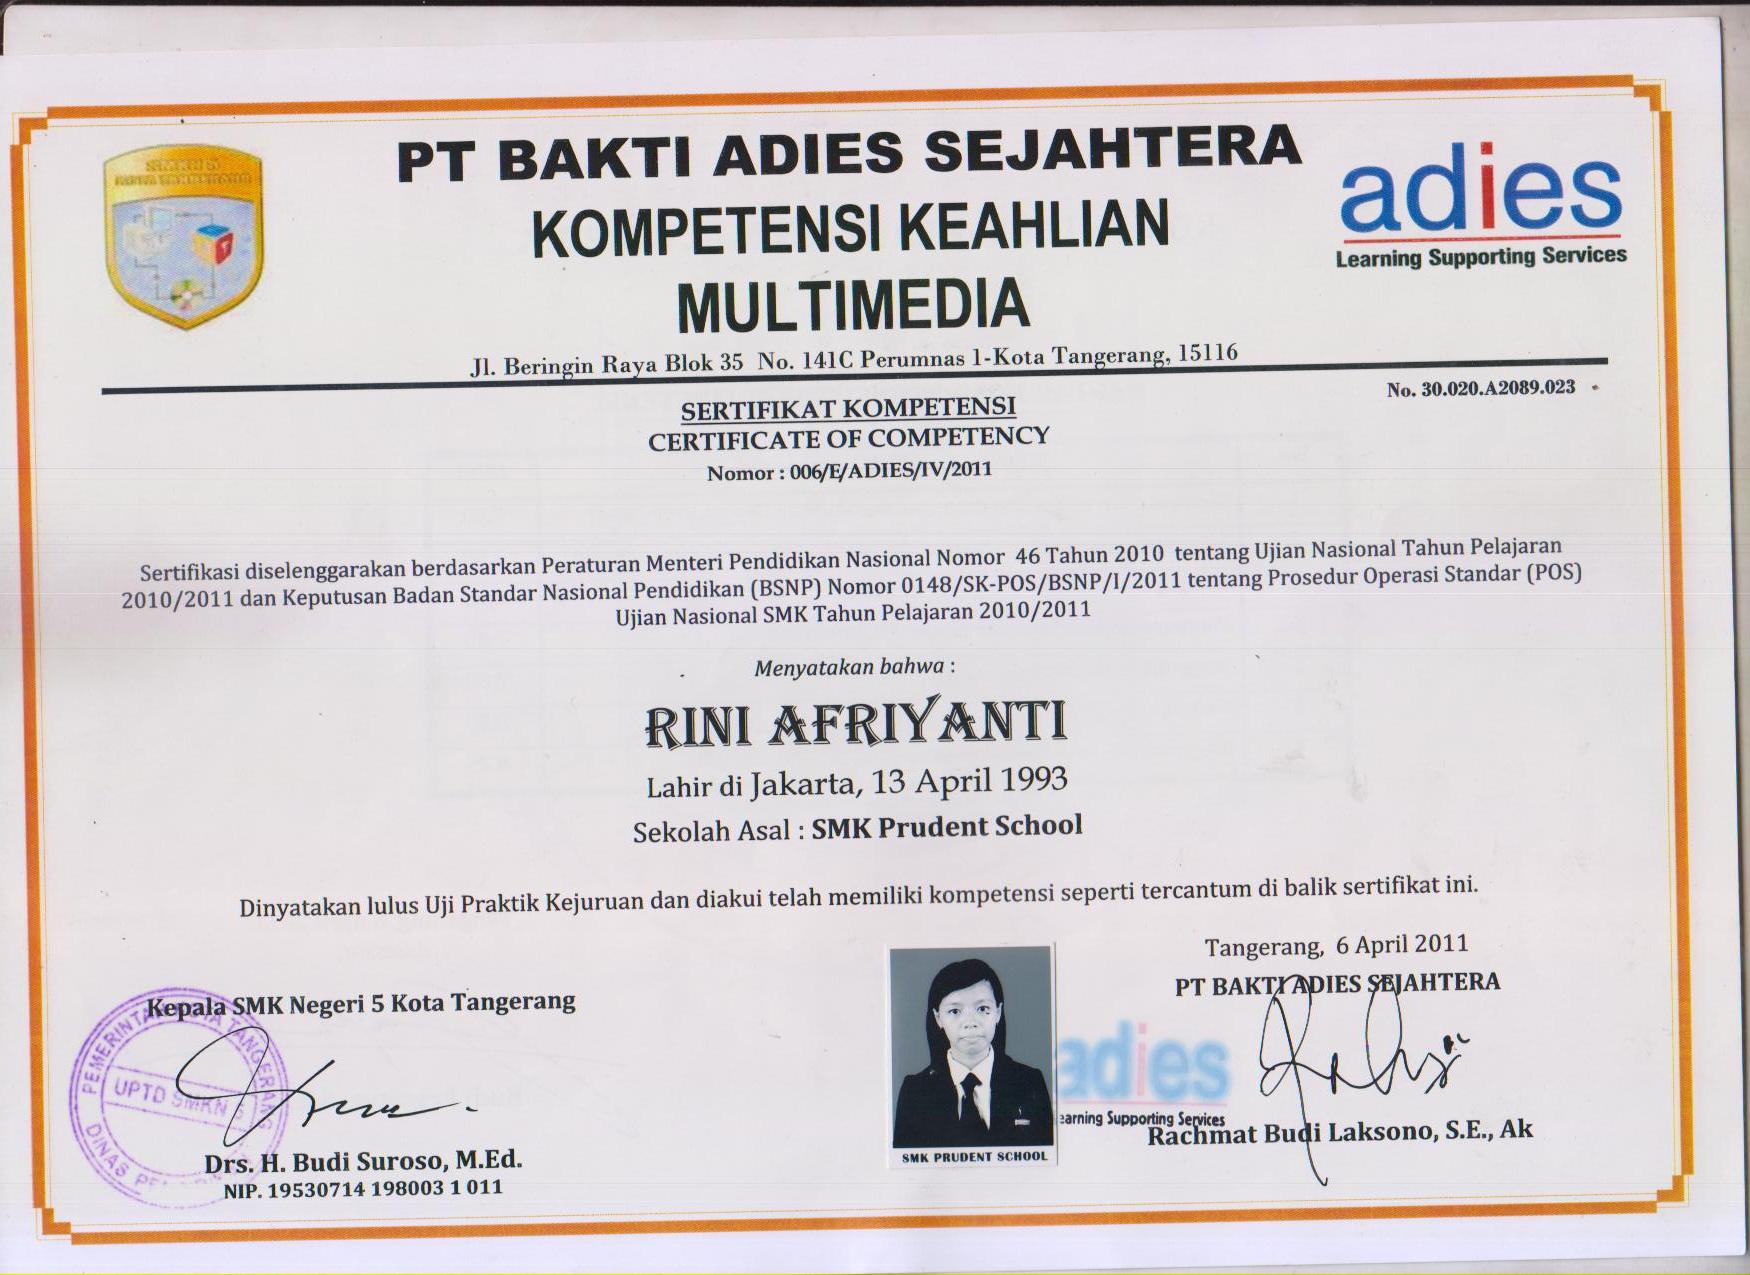 SMKN 5
KOTA TANGERANG
PT BAKTI ADIES SEJAHTERA
KOMPETENSI KEAHLIAN
MULTIMEDIA
adies
Learning Supporting Services
Jl. Beringin Raya Blok 35 No. 141C Perumnas 1-Kota Tangerang, 15116
No. 30.020.A2089.023
SERTIFIKAT KOMPETENSI
CERTIFICATE OF COMPETENCY
Nomor : 006/E/ADIES/IV/2011
Sertifikasi diselenggarakan berdasarkan Peraturan Menteri Pendidikan Nasional Nomor 46 Tahun 2010 tentang Ujian Nasional Tahun Pelajaran
2010/2011 dan Keputusan Badan Standar Nasional Pendidikan (BSNP) Nomor 0148/SK-POS/BSNP/I/2011 tentang Prosedur Operasi Standar (POS)
Ujian Nasional SMK Tahun Pelajaran 2010/2011
Menyatakan bahwa :
RINI AFRIYANTI
Lahir di Jakarta, 13 April 1993
Sekolah Asal : SMK Prudent School
Dinyatakan lulus Uji Praktik Kejuruan dan diakui telah memiliki kompetensi seperti tercantum di balik sertifikat ini.
Tangerang, 6 April 2011
PT BAKTI ADIES SEJAHTERA
Kepala SMK Negeri 5 Kota Tangerang
PEMERINTAH KOTA TANGERANG
UPTD SMKN 5
DINAS
adies
earning Supporting Services
Rachmat Budi Laksono, S.E., Ak
SMK PRUDENT SCHOOL
Drs. H. Budi Suroso, M.Ed.
NIP. 19530714 198003 1 011